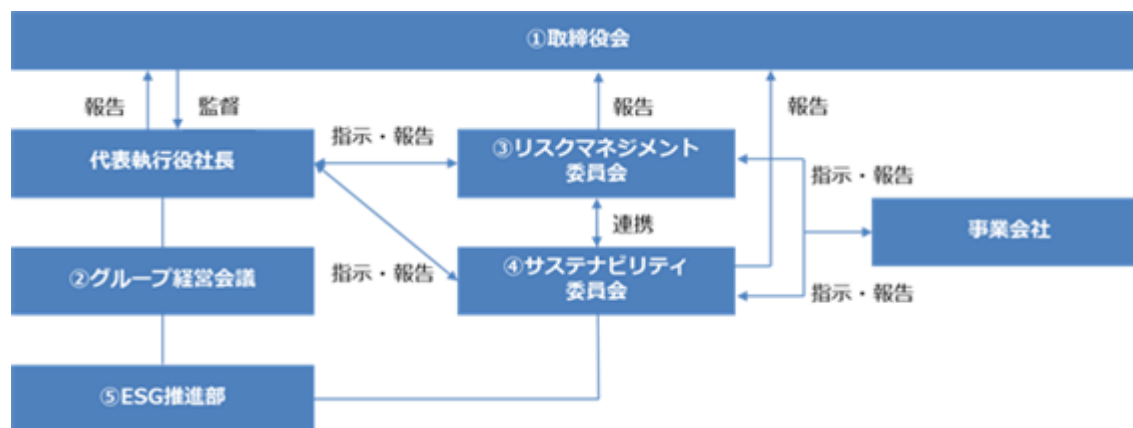 ①取締役会
報告
監督
報告
報告
代表執行役社長
指示・報告
③リスクマネジメント
委員会
指示・報告
連携
事業会社
②グループ経営会議
指示・報告
④サステナビリティ
委員会
指示・報告
⑤ESG推進部